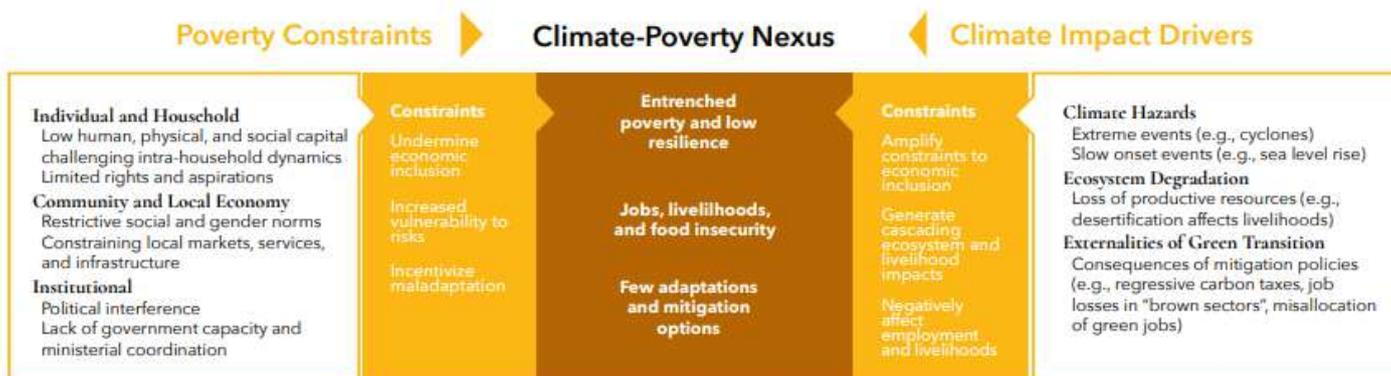 Poverty Constraints
Climate-Poverty Nexus
Climate Impact Drivers
Individual and Household
Low human, physical, and social capital
challenging intra-household dynamics
Limited rights and aspirations
Community and Local Economy
Restrictive social and gender norms
Constraining local markets, services,
and infrastructure
Institutional
Political interference
Lack of government capacity and
ministerial coordination
Constraints
Undermine
economic
inclusion
Increased
vulnerability to
risks
Incentivize
maladaptation
Entrenched
poverty and low
resilience
Jobs, livelilhoods,
and food insecurity
Few adaptations
and mitigation
options
Constraints
Amplify
constraints to
economic
inclusion
Generate
cascading
ecosystem and
livelihood
impacts
Negatively
affect
employment
and livelihoods
Climate Hazards
Extreme events (e.g., cyclones)
Slow onset events (e.g., sea level rise)
Ecosystem Degradation
Loss of productive resources (e.g.,
desertification affects livelihoods)
Externalities of Green Transition
Consequences of mitigation policies
(e.g., regressive carbon taxes, job
losses in “brown sectors”, misallocation
of green jobs)